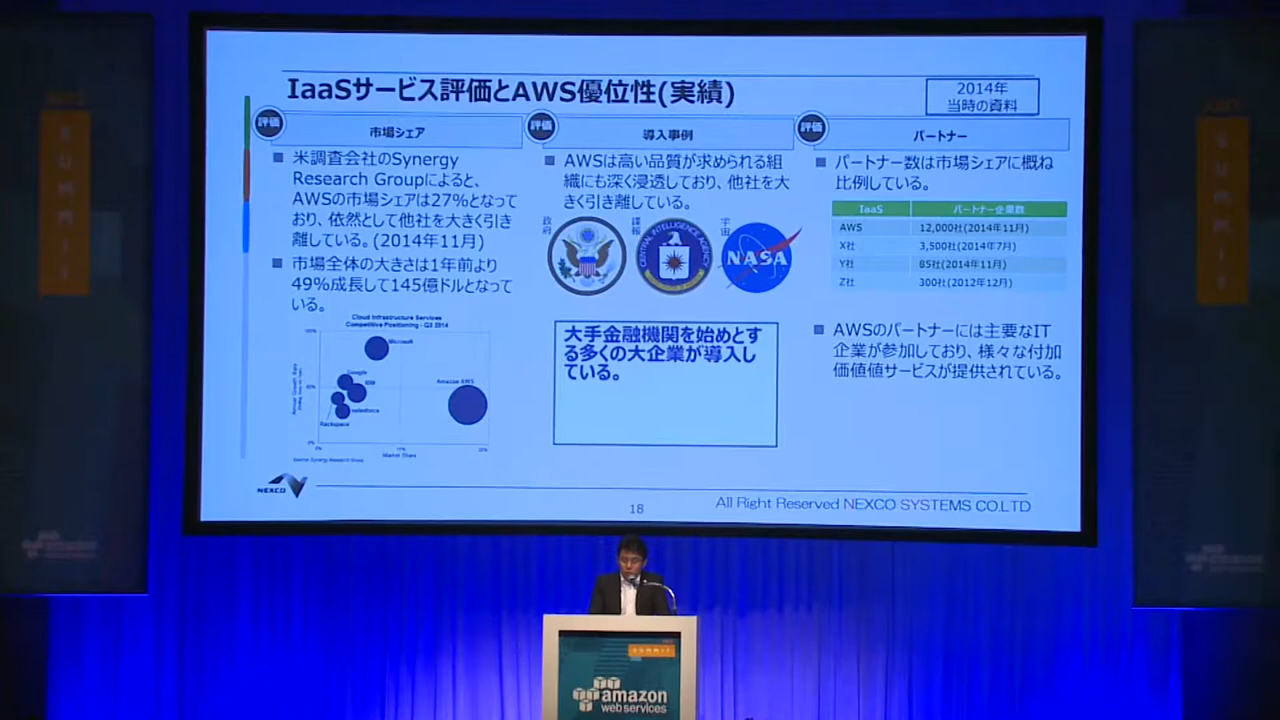 IaaSサービス評価とAWS優位性(実績)
2014年
当時の資料
評価
市場シェア
■ 米調査会社のSynergy
Research Groupによると、
AWSの市場シェアは27%となって
おり、依然として他社を大きく引き
離している。(2014年11月)
■ 市場全体の大きさは1年前より
49%成長して145億ドルとなって
いる。
Cloud Infrastructure Services
Competitive Positioning - Q3 2014
Microsoft
Google
IBM
Salesforce
Rackspace
Amazon AWS
Market Share
Source: Synergy Research Group
評価
導入事例
■ AWSは高い品質が求められる組
織にも深く浸透しており、他社を大
きく引き離している。
政府
諜報
宇宙
CENTRAL INTELLIGENCE AGENCY
NASA
大手金融機関を始めとす
る多くの大企業が導入し
ている。
評価
パートナー
■ パートナー数は市場シェアに概ね
比例している。
IaaS パートナー企業数
AWS 12,000社(2014年11月)
X社 3,500社(2014年7月)
Y社 85社(2014年11月)
Z社 300社(2012年12月)
■ AWSのパートナーには主要なIT
企業が参加しており、様々な付加
価値値サービスが提供されている。
NEXCO
18
All Right Reserved NEXCO SYSTEMS CO.LTD
SUMMIT
SUMMIT
SUMMIT
amazon
web services